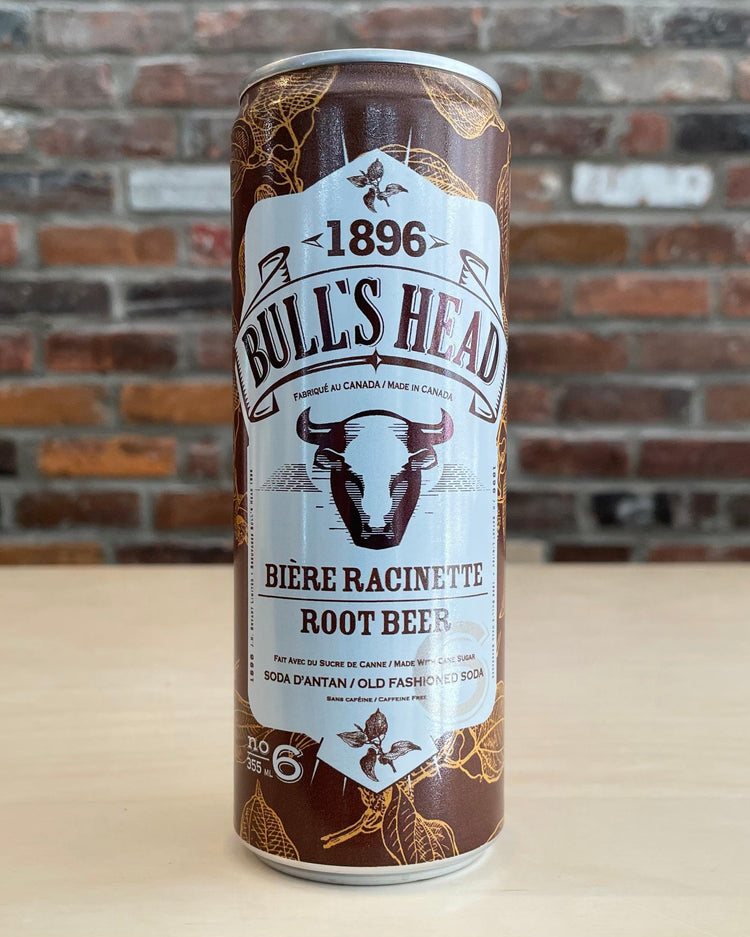 1896
BULL'S HEAD
FABRIQUÉ AU CANADA / MADE IN CANADA
BIÈRE RACINETTE
ROOT BEER
FAIT AVEC DU SUCRE DE CANNE / MADE WITH CANE SUGAR
SODA D'ANTAN / OLD FASHIONED SODA
SANS CAFÉINE / CAFFEINE FREE
6
no 6
355 ML